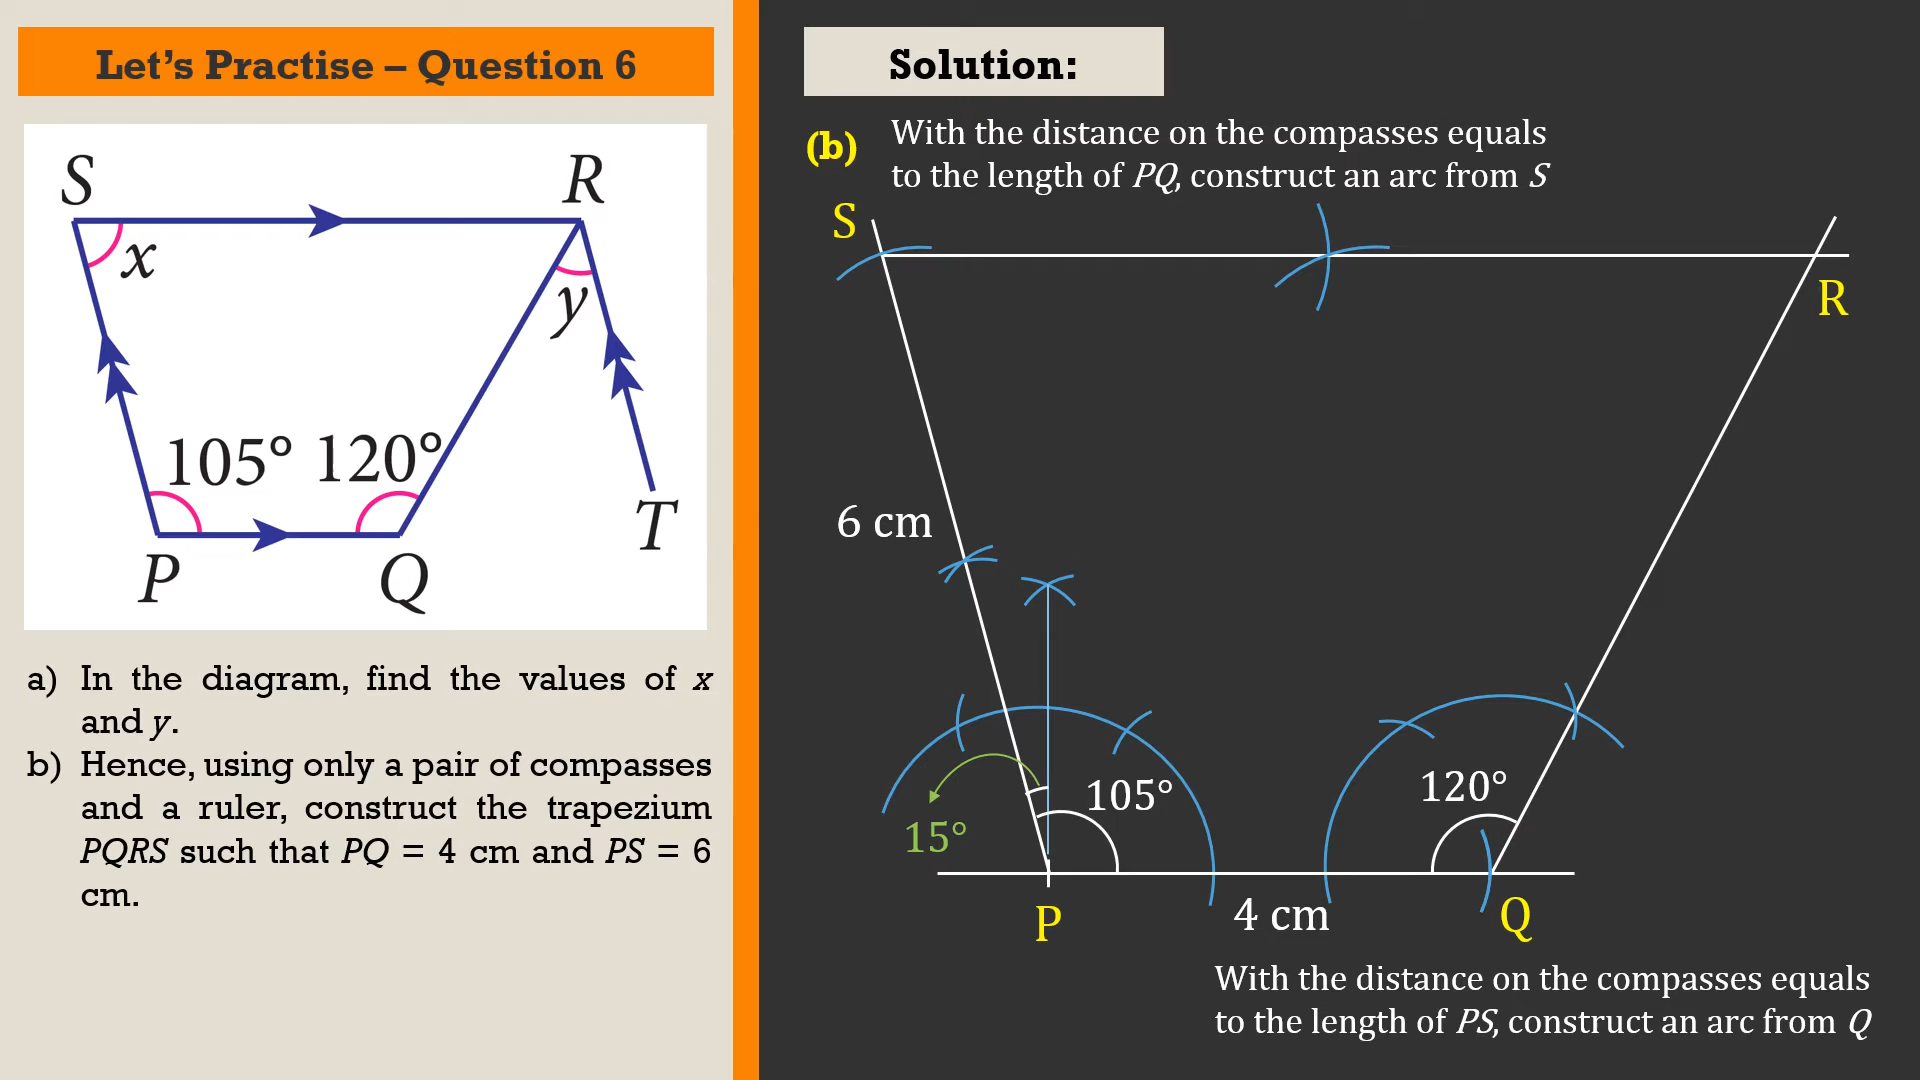 Let's Practise – Question 6
S
R
x
y
105° 120°
P
Q
T
a) In the diagram, find the values of x
and y.
b) Hence, using only a pair of compasses
and a ruler, construct the trapezium
PQRS such that PQ = 4 cm and PS = 6
cm.
Solution:
(b) With the distance on the compasses equals
to the length of PQ, construct an arc from S
S
R
6 cm
105°
120°
15°
P
4 cm
Q
With the distance on the compasses equals
to the length of PS, construct an arc from Q